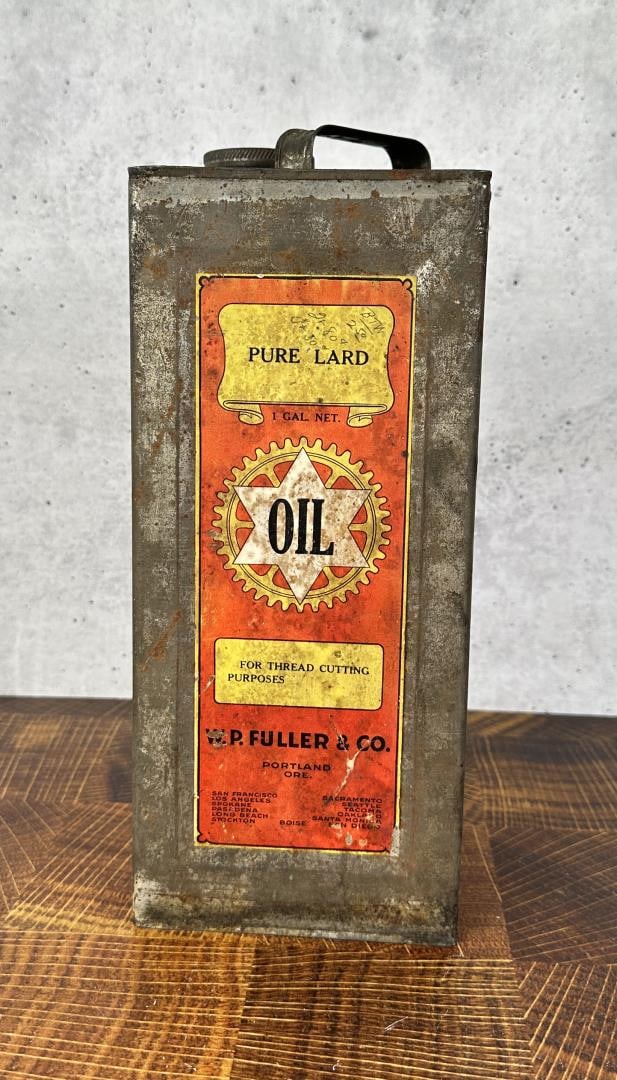 PURE LARD
1 GAL. NET.
OIL
FOR THREAD CUTTING
PURPOSES
W.P. FULLER & CO.
PORTLAND
ORE.
SAN FRANCISCO
LOS ANGELES
SPOKANE
PASADENA
LONG BEACH
STOCKTON
BOISE
SACRAMENTO
SEATTLE
TACOMA
OAKLAND
SANTA MONICA
SAN DIEGO